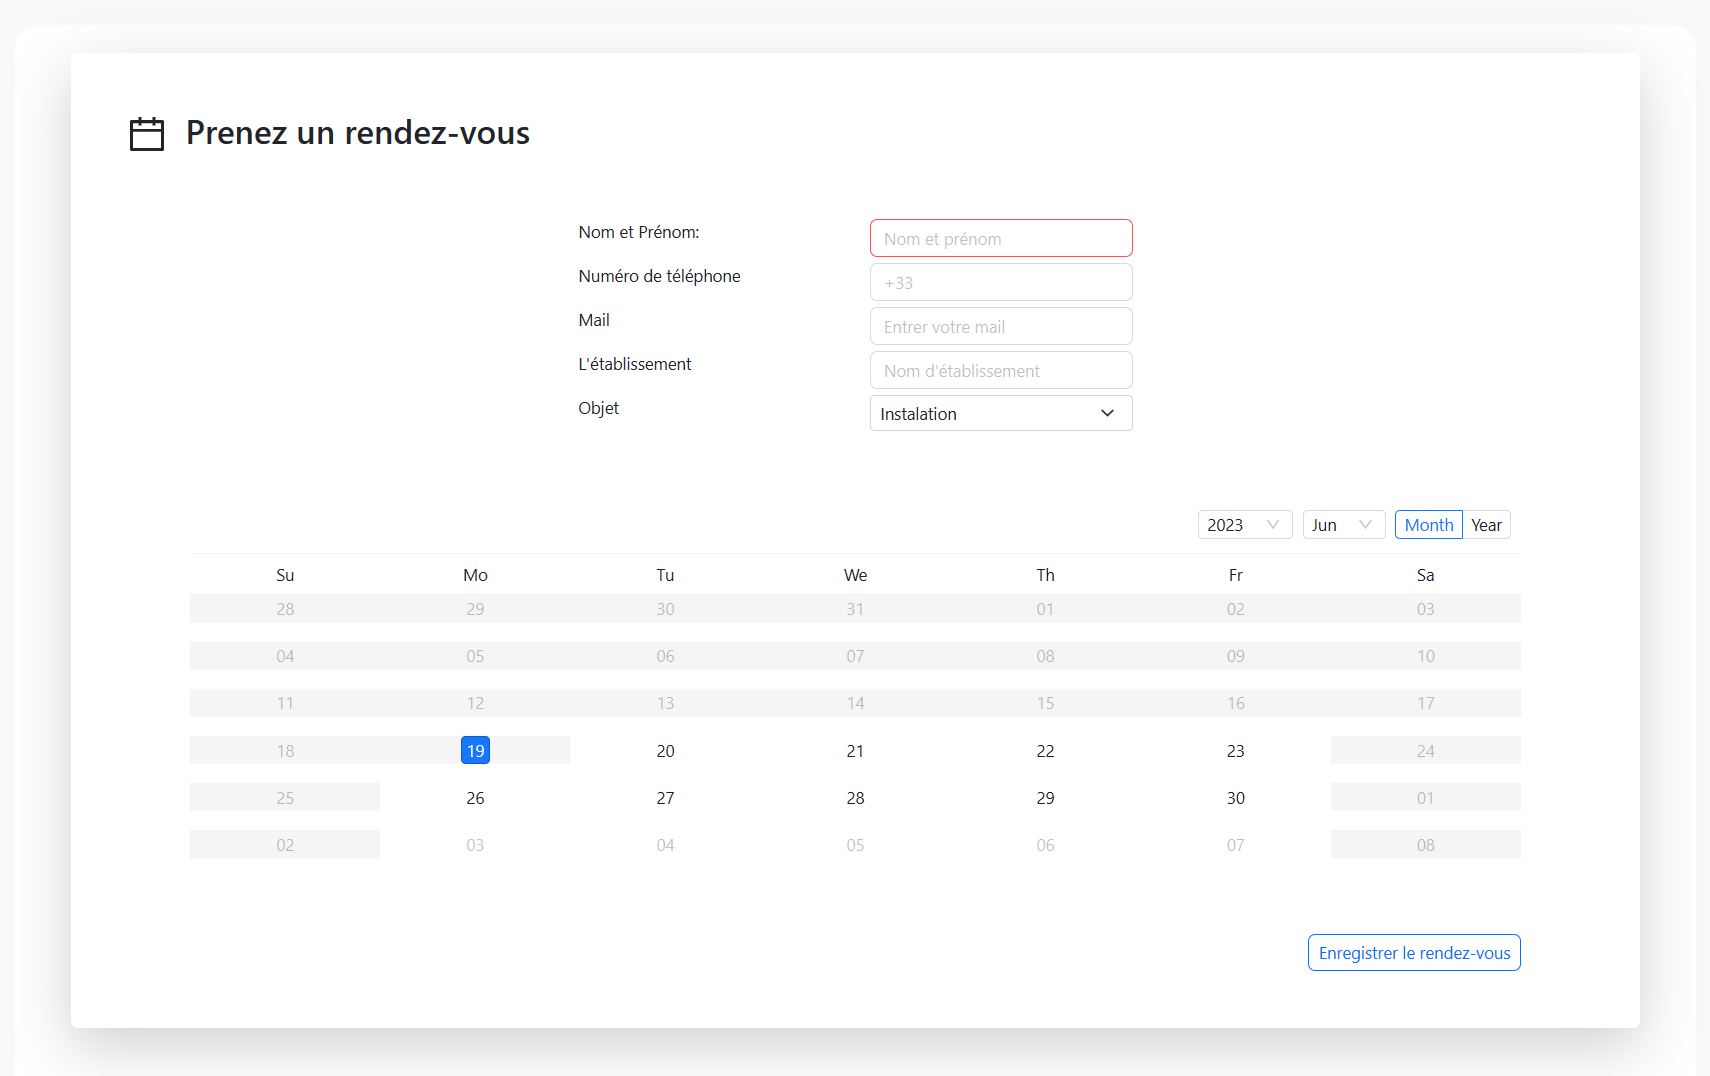 Prenez un rendez-vous
Nom et Prénom:
Nom et prénom
Numéro de téléphone
+33
Mail
Entrer votre mail
L'établissement
Nom d'établissement
Objet
Instalation
2023 Jun Month Year
Su Mo Tu We Th Fr Sa
28 29 30 31 01 02 03
04 05 06 07 08 09 10
11 12 13 14 15 16 17
18 19 20 21 22 23 24
25 26 27 28 29 30 01
02 03 04 05 06 07 08
Enregistrer le rendez-vous